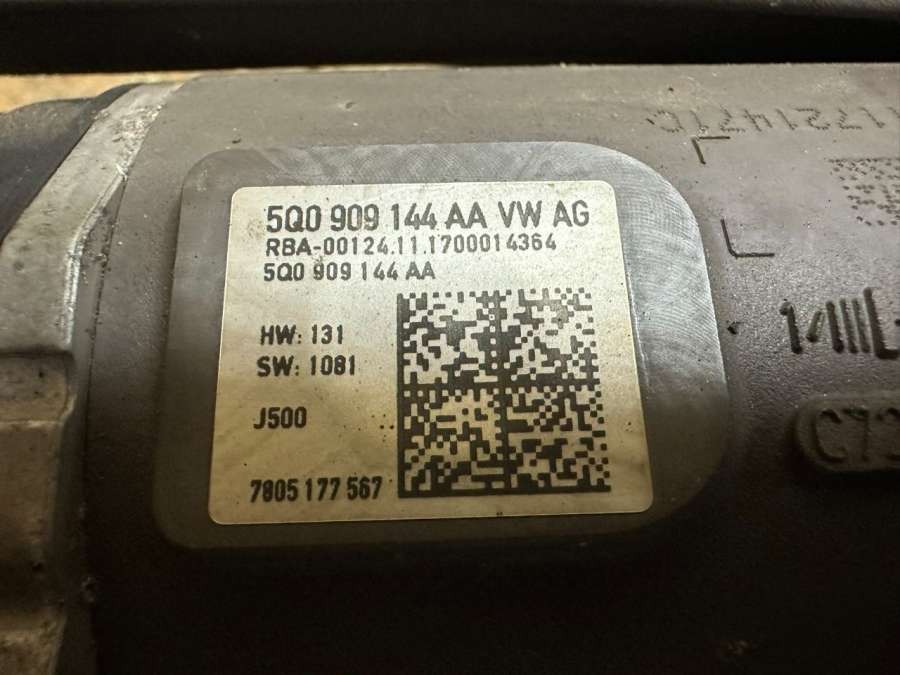 5Q0 909 144 AA VW AG
RBA-00124.11.1700014364
5Q0 909 144 AA
HW: 131
SW: 1081
J500
7805 177 567